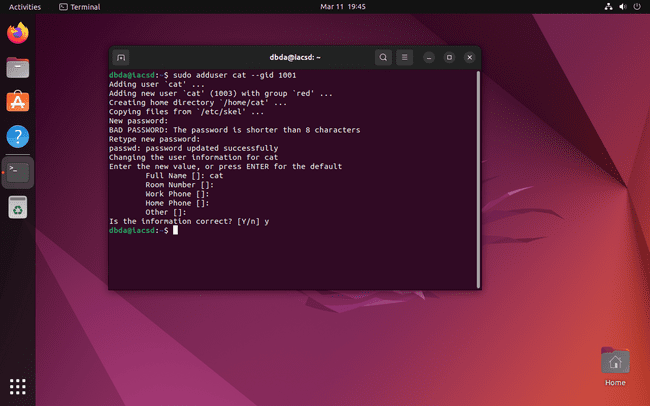 Activities
Terminal
Mar 11 19:45
dbda@iacsd: ~
dbda@iacsd:~$ sudo adduser cat --gid 1001
Adding user `cat' ...
Adding new user `cat' (1003) with group `red' ...
Creating home directory `/home/cat' ...
Copying files from `/etc/skel' ...
New password:
BAD PASSWORD: The password is shorter than 8 characters
Retype new password:
passwd: password updated successfully
Changing the user information for cat
Enter the new value, or press ENTER for the default
Full Name []: cat
Room Number []:
Work Phone []:
Home Phone []:
Other []:
Is the information correct? [Y/n] y
dbda@iacsd:~$
Home